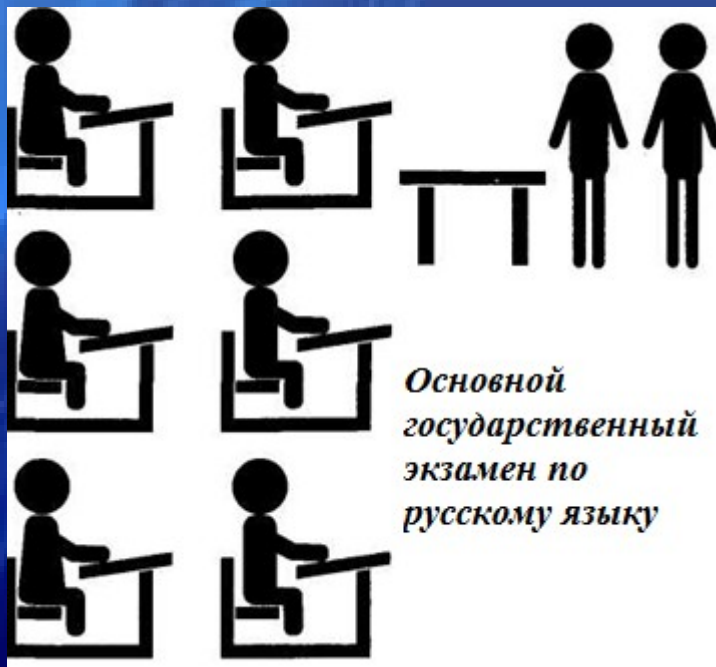 Основной
государственный
экзамен по
русскому языку